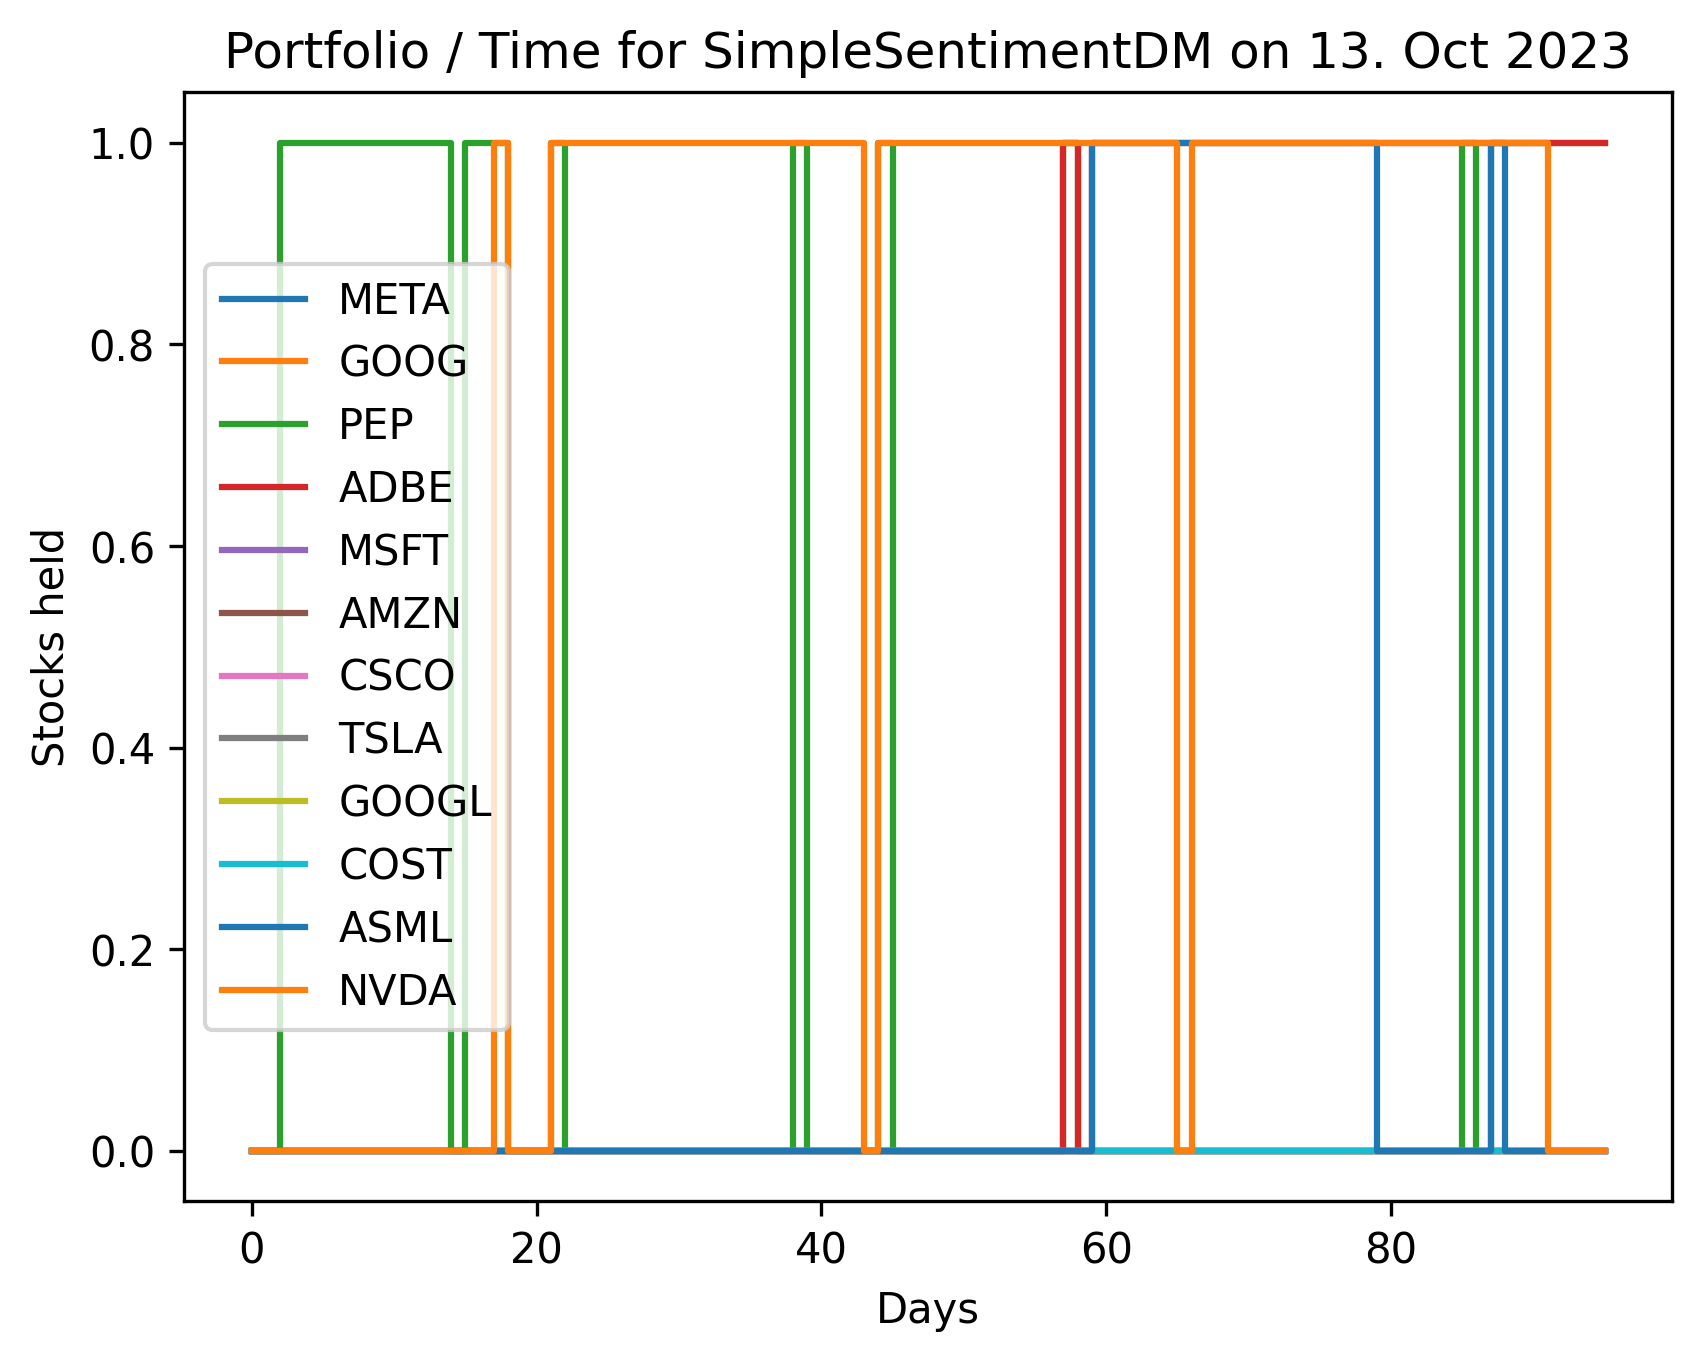 Portfolio / Time for SimpleSentimentDM on 13. Oct 2023
1.0
0.8
0.6
0.4
0.2
0.0
Stocks held
META
GOOG
PEP
ADBE
MSFT
AMZN
CSCO
TSLA
GOOGL
COST
ASML
NVDA
0 20 40 60 80
Days